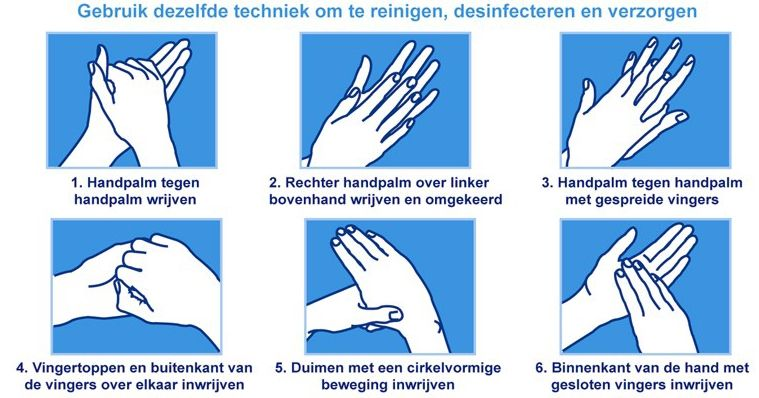 Gebruik dezelfde techniek om te reinigen, desinfecteren en verzorgen
1. Handpalm tegen
handpalm wrijven
2. Rechter handpalm over linker
bovenhand wrijven en omgekeerd
3. Handpalm tegen handpalm
met gespreide vingers
4. Vingertoppen en buitenkant van
de vingers over elkaar inwrijven
5. Duimen met een cirkelvormige
beweging inwrijven
6. Binnenkant van de hand met
gesloten vingers inwrijven